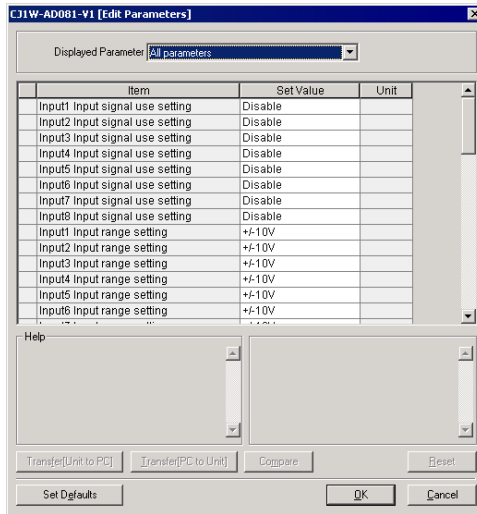 CJ1W-AD081-V1 [Edit Parameters]
Displayed Parameter All parameters
Item Set Value Unit
Input1 Input signal use setting Disable
Input2 Input signal use setting Disable
Input3 Input signal use setting Disable
Input4 Input signal use setting Disable
Input5 Input signal use setting Disable
Input6 Input signal use setting Disable
Input7 Input signal use setting Disable
Input8 Input signal use setting Disable
Input1 Input range setting +/-10V
Input2 Input range setting +/-10V
Input3 Input range setting +/-10V
Input4 Input range setting +/-10V
Input5 Input range setting +/-10V
Input6 Input range setting +/-10V
Help
Transfer[Unit to PC] Transfer[PC to Unit] Compare Reset
Set Defaults OK Cancel